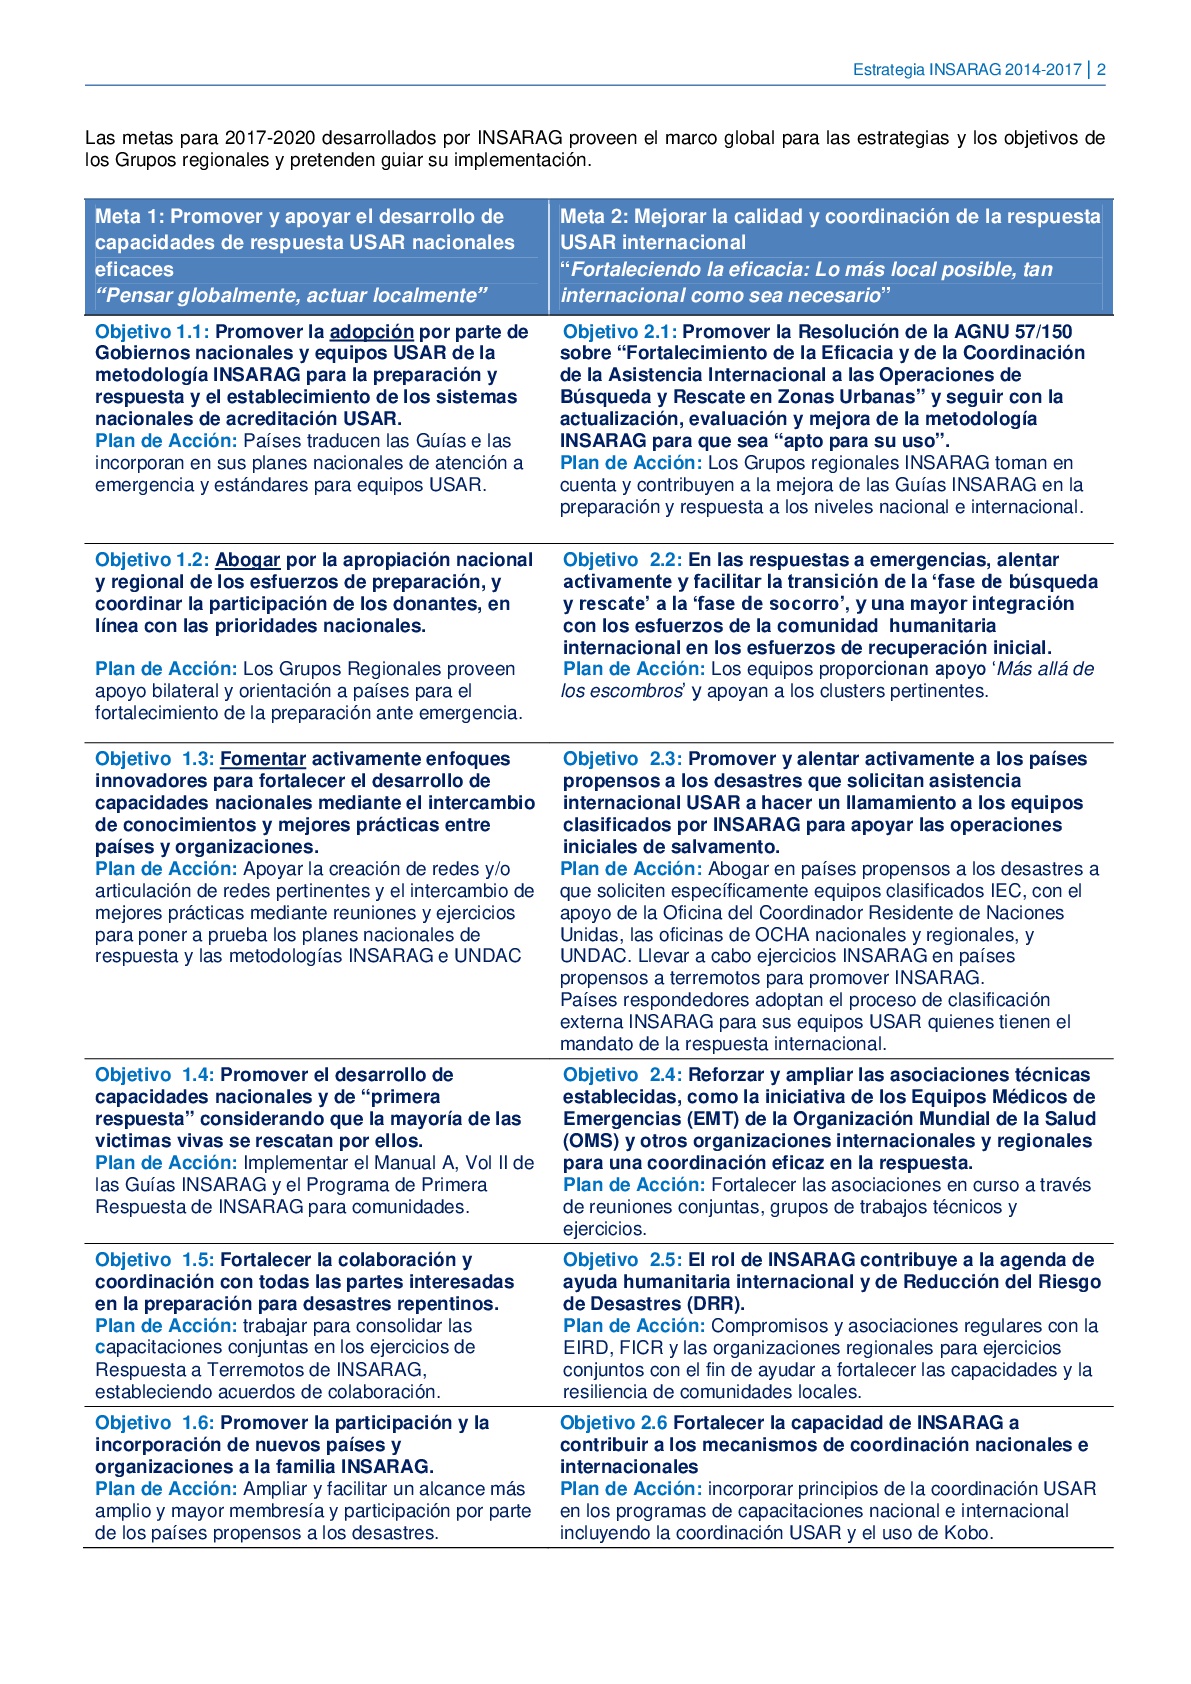 Estrategia INSARAG 2014-2017 | 2
Las metas para 2017-2020 desarrollados por INSARAG proveen el marco global para las estrategias y los objetivos de
los Grupos regionales y pretenden guiar su implementación.
Meta 1: Promover y apoyar el desarrollo de
capacidades de respuesta USAR nacionales
eficaces
“Pensar globalmente, actuar localmente”
Meta 2: Mejorar la calidad y coordinación de la respuesta
USAR internacional
“Fortaleciendo la eficacia: Lo más local posible, tan
internacional como sea necesario”
Objetivo 1.1: Promover la adopción por parte de
Gobiernos nacionales y equipos USAR de la
metodología INSARAG para la preparación y
respuesta y el establecimiento de los sistemas
nacionales de acreditación USAR.
Plan de Acción: Países traducen las Guías e las
incorporan en sus planes nacionales de atención a
emergencia y estándares para equipos USAR.
Objetivo 2.1: Promover la Resolución de la AGNU 57/150
sobre “Fortalecimiento de la Eficacia y de la Coordinación
de la Asistencia Internacional a las Operaciones de
Búsqueda y Rescate en Zonas Urbanas” y seguir con la
actualización, evaluación y mejora de la metodología
INSARAG para que sea “apto para su uso”.
Plan de Acción: Los Grupos regionales INSARAG toman en
cuenta y contribuyen a la mejora de las Guías INSARAG en la
preparación y respuesta a los niveles nacional e internacional.
Objetivo 1.2: Abogar por la apropiación nacional
y regional de los esfuerzos de preparación, y
coordinar la participación de los donantes, en
línea con las prioridades nacionales.
Plan de Acción: Los Grupos Regionales proveen
apoyo bilateral y orientación a países para el
fortalecimiento de la preparación ante emergencia.
Objetivo 2.2: En las respuestas a emergencias, alentar
activamente y facilitar la transición de la ‘fase de búsqueda
y rescate’ a la ‘fase de socorro’, y una mayor integración
con los esfuerzos de la comunidad humanitaria
internacional en los esfuerzos de recuperación inicial.
Plan de Acción: Los equipos proporcionan apoyo ‘Más allá de
los escombros’ y apoyan a los clusters pertinentes.
Objetivo 1.3: Fomentar activamente enfoques
innovadores para fortalecer el desarrollo de
capacidades nacionales mediante el intercambio
de conocimientos y mejores prácticas entre
países y organizaciones.
Plan de Acción: Apoyar la creación de redes y/o
articulación de redes pertinentes y el intercambio de
mejores prácticas mediante reuniones y ejercicios
para poner a prueba los planes nacionales de
respuesta y las metodologías INSARAG e UNDAC
Objetivo 2.3: Promover y alentar activamente a los países
propensos a los desastres que solicitan asistencia
internacional USAR a hacer un llamamiento a los equipos
clasificados por INSARAG para apoyar las operaciones
iniciales de salvamento.
Plan de Acción: Abogar en países propensos a los desastres a
que soliciten específicamente equipos clasificados IEC, con el
apoyo de la Oficina del Coordinador Residente de Naciones
Unidas, las oficinas de OCHA nacionales y regionales, y
UNDAC. Llevar a cabo ejercicios INSARAG en países
propensos a terremotos para promover INSARAG.
Países respondedores adoptan el proceso de clasificación
externa INSARAG para sus equipos USAR quienes tienen el
mandato de la respuesta internacional.
Objetivo 1.4: Promover el desarrollo de
capacidades nacionales y de “primera
respuesta” considerando que la mayoría de las
victimas vivas se rescatan por ellos.
Plan de Acción: Implementar el Manual A, Vol II de
las Guías INSARAG y el Programa de Primera
Respuesta de INSARAG para comunidades.
Objetivo 2.4: Reforzar y ampliar las asociaciones técnicas
establecidas, como la iniciativa de los Equipos Médicos de
Emergencias (EMT) de la Organización Mundial de la Salud
(OMS) y otros organizaciones internacionales y regionales
para una coordinación eficaz en la respuesta.
Plan de Acción: Fortalecer las asociaciones en curso a través
de reuniones conjuntas, grupos de trabajos técnicos y
ejercicios.
Objetivo 1.5: Fortalecer la colaboración y
coordinación con todas las partes interesadas
en la preparación para desastres repentinos.
Plan de Acción: trabajar para consolidar las
capacitaciones conjuntas en los ejercicios de
Respuesta a Terremotos de INSARAG,
estableciendo acuerdos de colaboración.
Objetivo 2.5: El rol de INSARAG contribuye a la agenda de
ayuda humanitaria internacional y de Reducción del Riesgo
de Desastres (DRR).
Plan de Acción: Compromisos y asociaciones regulares con la
EIRD, FICR y las organizaciones regionales para ejercicios
conjuntos con el fin de ayudar a fortalecer las capacidades y la
resiliencia de comunidades locales.
Objetivo 1.6: Promover la participación y la
incorporación de nuevos países y
organizaciones a la familia INSARAG.
Plan de Acción: Ampliar y facilitar un alcance más
amplio y mayor membresía y participación por parte
de los países propensos a los desastres.
Objetivo 2.6 Fortalecer la capacidad de INSARAG a
contribuir a los mecanismos de coordinación nacionales e
internacionales
Plan de Acción: incorporar principios de la coordinación USAR
en los programas de capacitaciones nacional e internacional
incluyendo la coordinación USAR y el uso de Kobo.